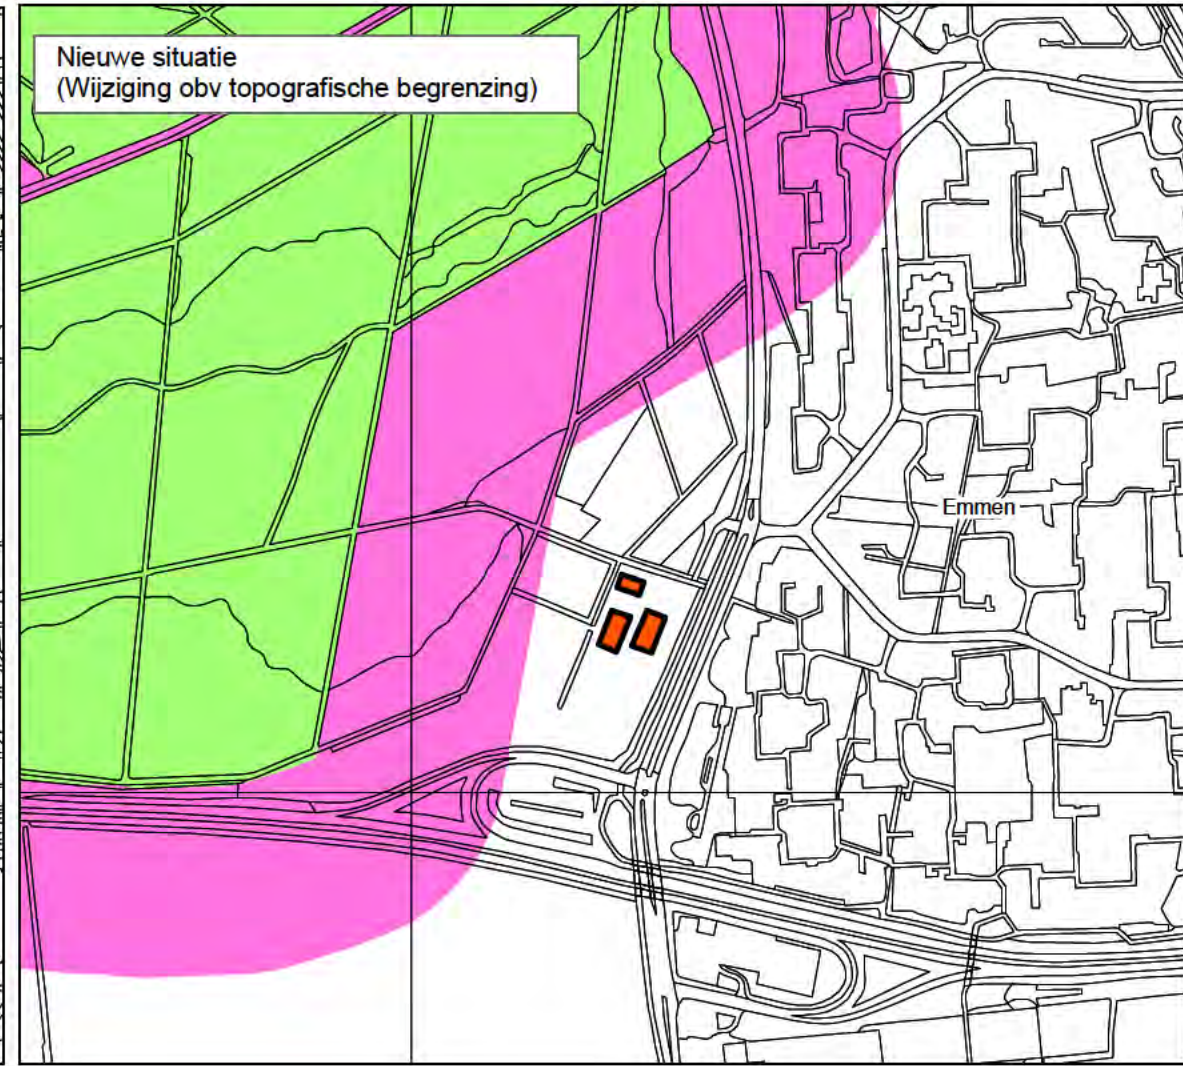 Nieuwe situatie
(Wijziging obv topografische begrenzing)
Emmen